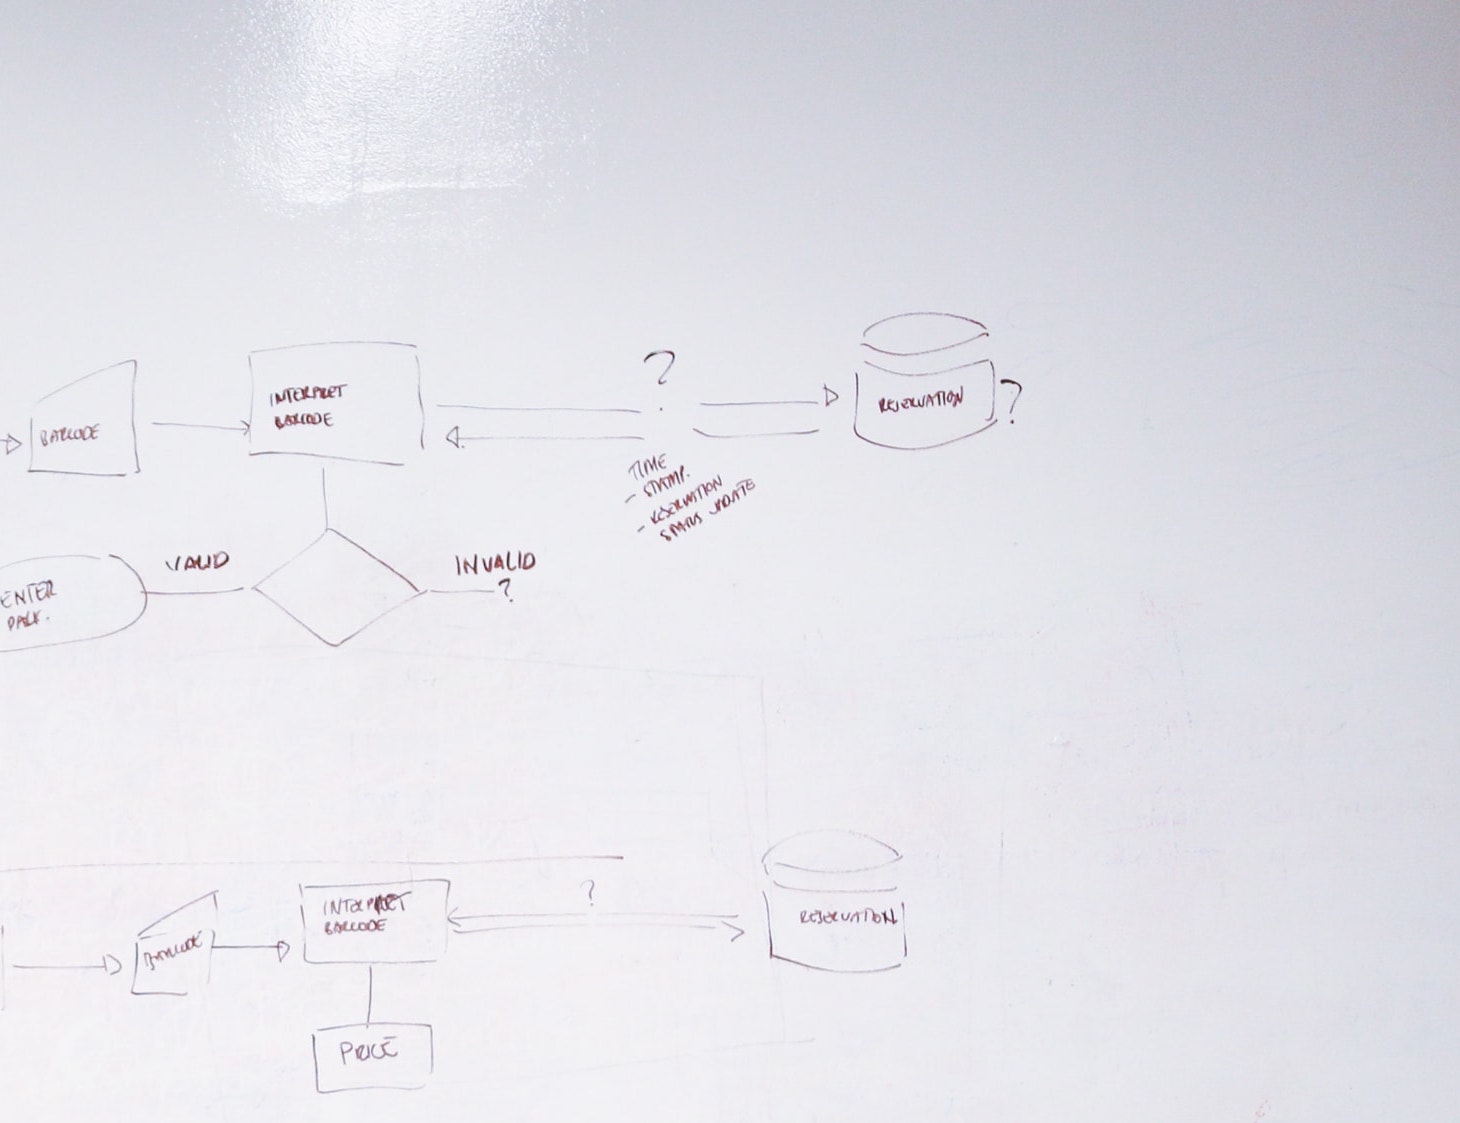 ?
BARCODE
INTERPRET
BARCODE
RESERVATION
?
TIME
- STAMP.
- RESERVATION
STATUS UPDATE
VALID
INVALID
?
ENTER
PARK.
?
BARCODE
INTERPRET
BARCODE
RESERVATION
PRICE